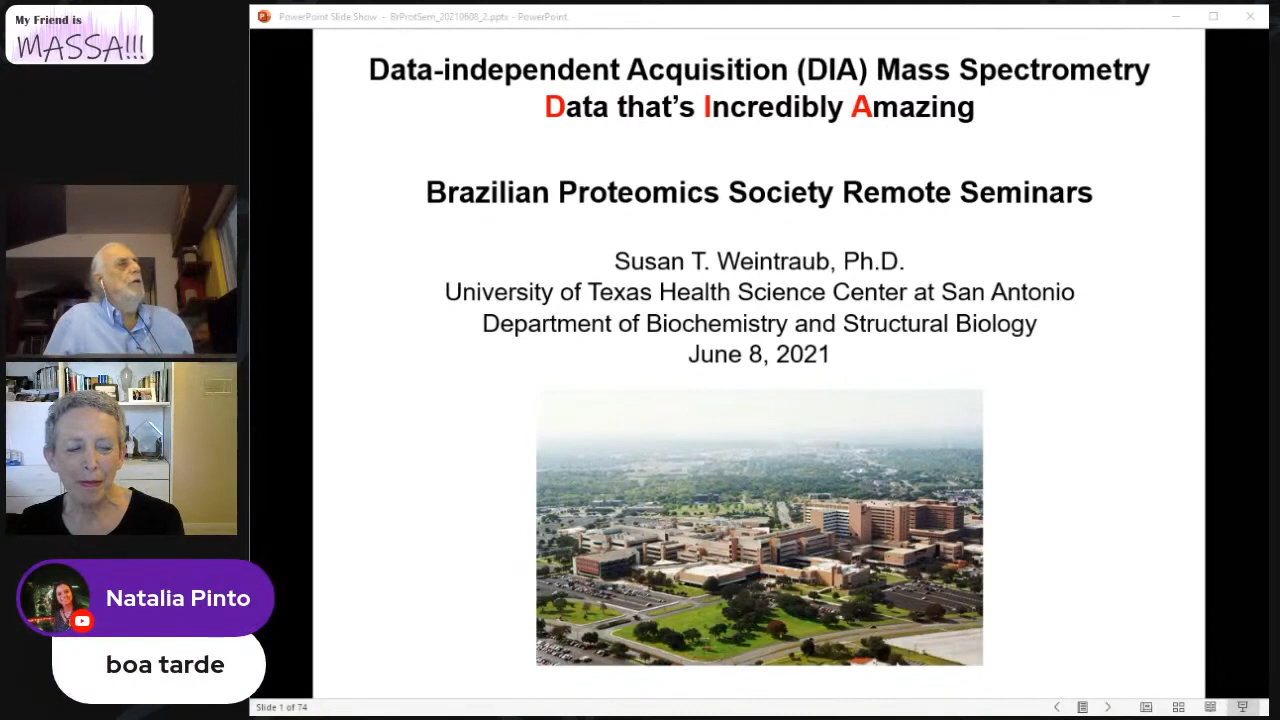 My Friend is
MASSA!!!
PowerPoint Slide Show - BrProtSem_20210608_2.pptx - PowerPoint
Data-independent Acquisition (DIA) Mass Spectrometry
Data that's Incredibly Amazing
Brazilian Proteomics Society Remote Seminars
Susan T. Weintraub, Ph.D.
University of Texas Health Science Center at San Antonio
Department of Biochemistry and Structural Biology
June 8, 2021
Natalia Pinto
boa tarde
Slide 1 of 74